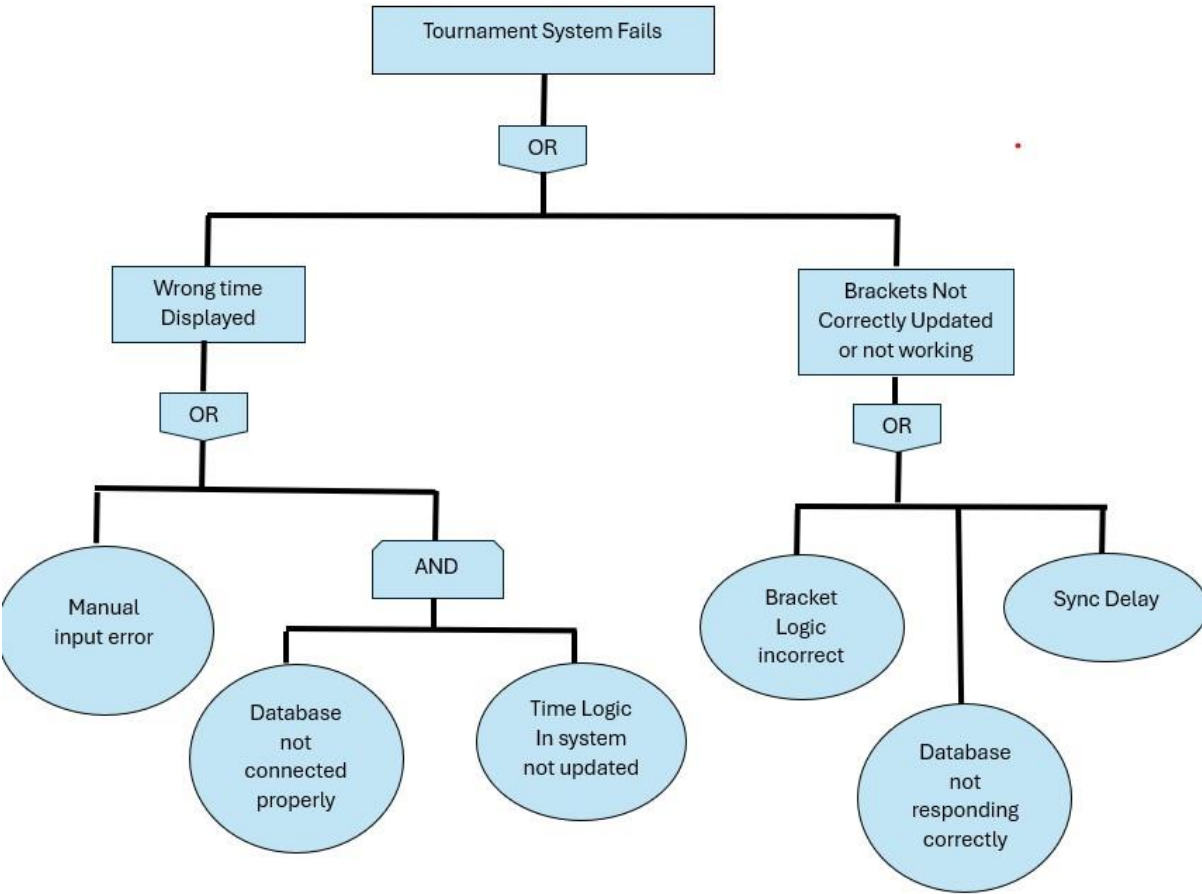 Tournament System Fails
OR
Wrong time
Displayed
Brackets Not
Correctly Updated
or not working
OR
OR
Manual
input error
AND
Database
not
connected
properly
Time Logic
In system
not updated
Bracket
Logic
incorrect
Database
not
responding
correctly
Sync Delay